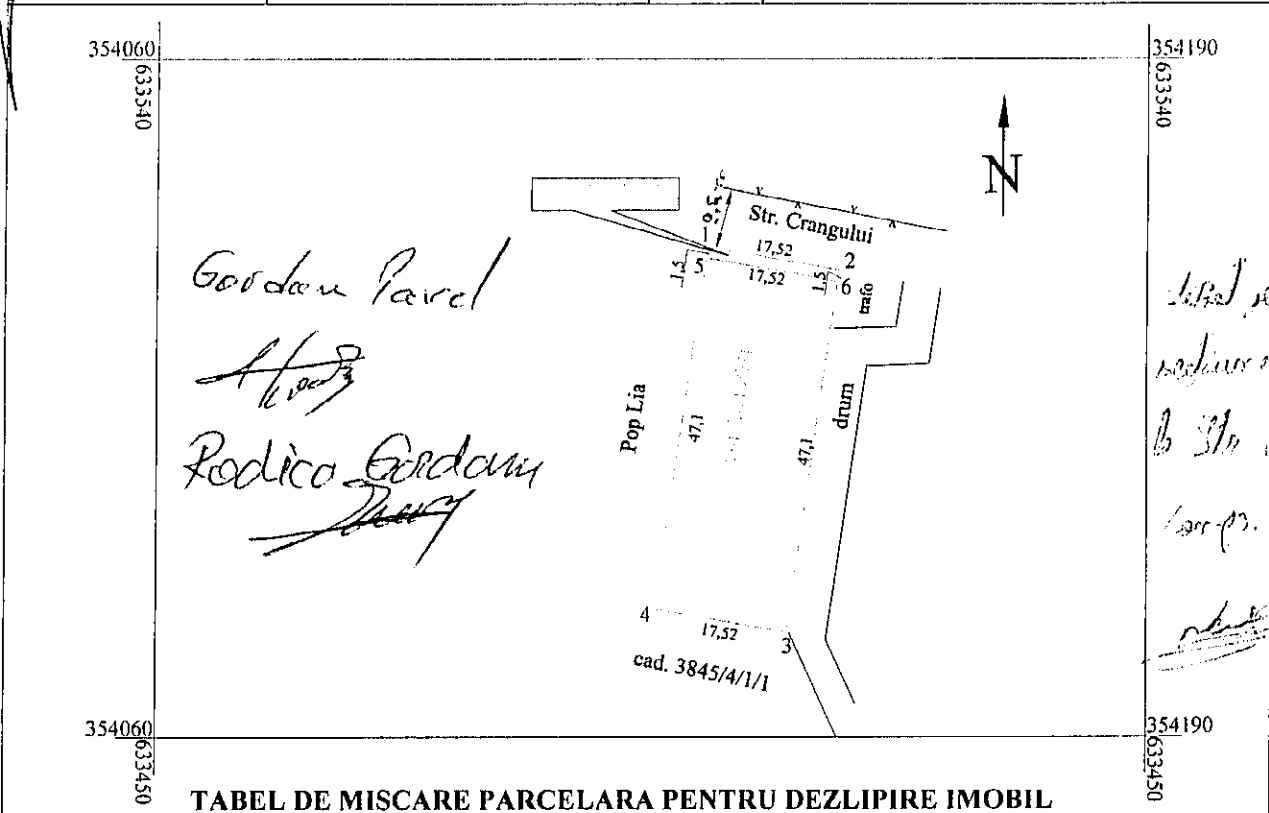 354060
354190
633540
633540
N
Str. Crangului
1
17,52
2
5
17,52
1,5
1,5
6
trafo
Gordan Pavel
Pop Lia
47,1
47,1
drum
Rodica Gordan
4
17,52
3
cad. 3845/4/1/1
354060
354190
633450
633450
TABEL DE MISCARE PARCELARA PENTRU DEZLIPIRE IMOBIL